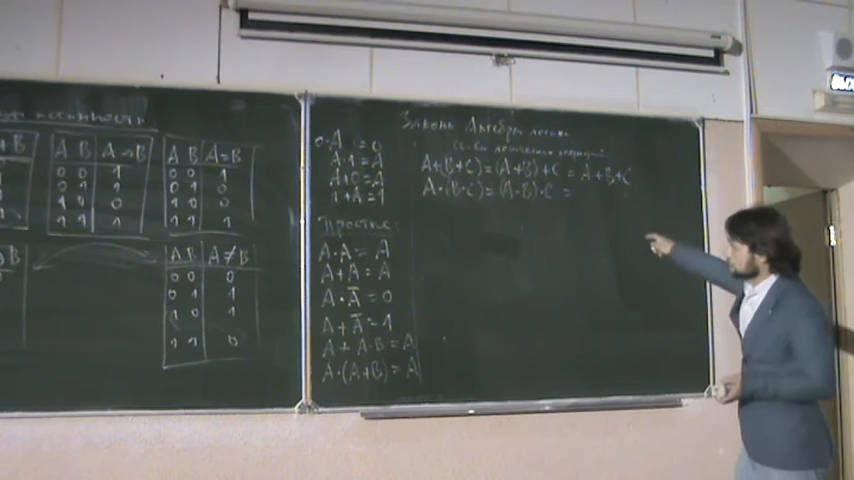 A B A→B
0 0 1
0 1 1
1 0 0
1 1 1
A B A≡B
0 0 1
0 1 0
1 0 0
1 1 1
A B A≠B
0 0 0
0 1 1
1 0 1
1 1 0
0·A = 0
A·1 = A
A+0 = A
1+A = 1
Простые:
A·A = A
A+A = A
A·A̅ = 0
A+A̅ = 1
A+A·B = A
A·(A+B) = A
Законы Алгебры логики
A+(B+C)=(A+B)+C = A+B+C
A·(B·C)=(A·B)·C =
ВЫХ